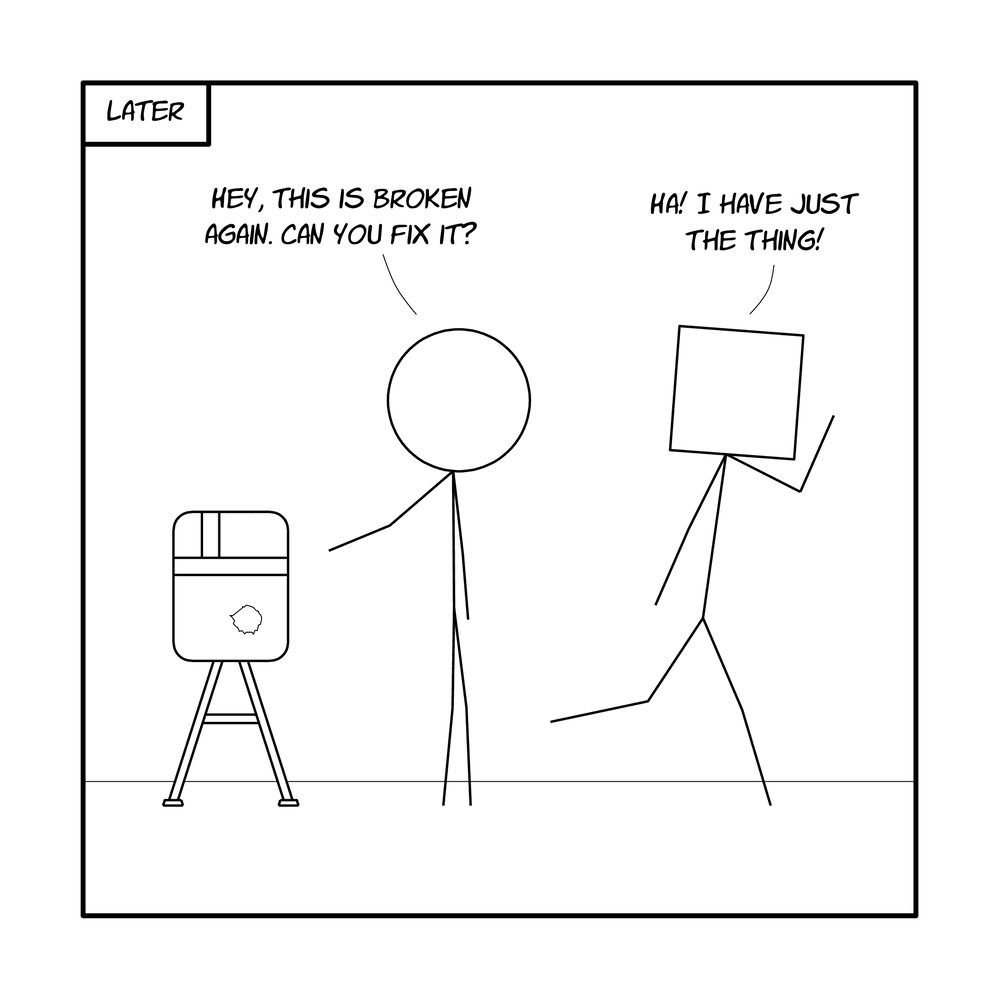 LATER
HEY, THIS IS BROKEN
AGAIN. CAN YOU FIX IT?
HA! I HAVE JUST
THE THING!